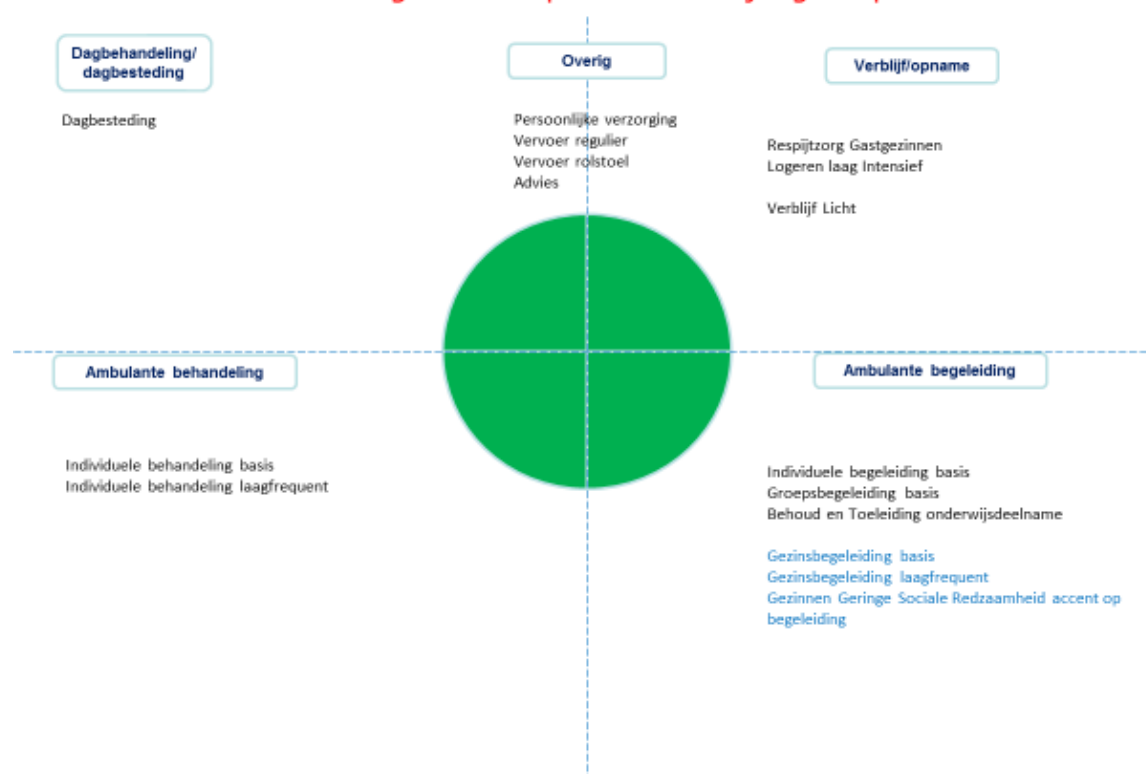 Dagbehandeling/
dagbesteding
Dagbesteding
Overig
Persoonlijke verzorging
Vervoer regulier
Vervoer rolstoel
Advies
Verblijf/opname
Respijtzorg Gastgezinnen
Logeren laag Intensief
Verblijf Licht
Ambulante behandeling
Individuele behandeling basis
Individuele behandeling laagfrequent
Ambulante begeleiding
Individuele begeleiding basis
Groepsbegeleiding basis
Behoud en Toeleiding onderwijsdeelname
Gezinsbegeleiding basis
Gezinsbegeleiding laagfrequent
Gezinnen Geringe Sociale Redzaamheid accent op
begeleiding